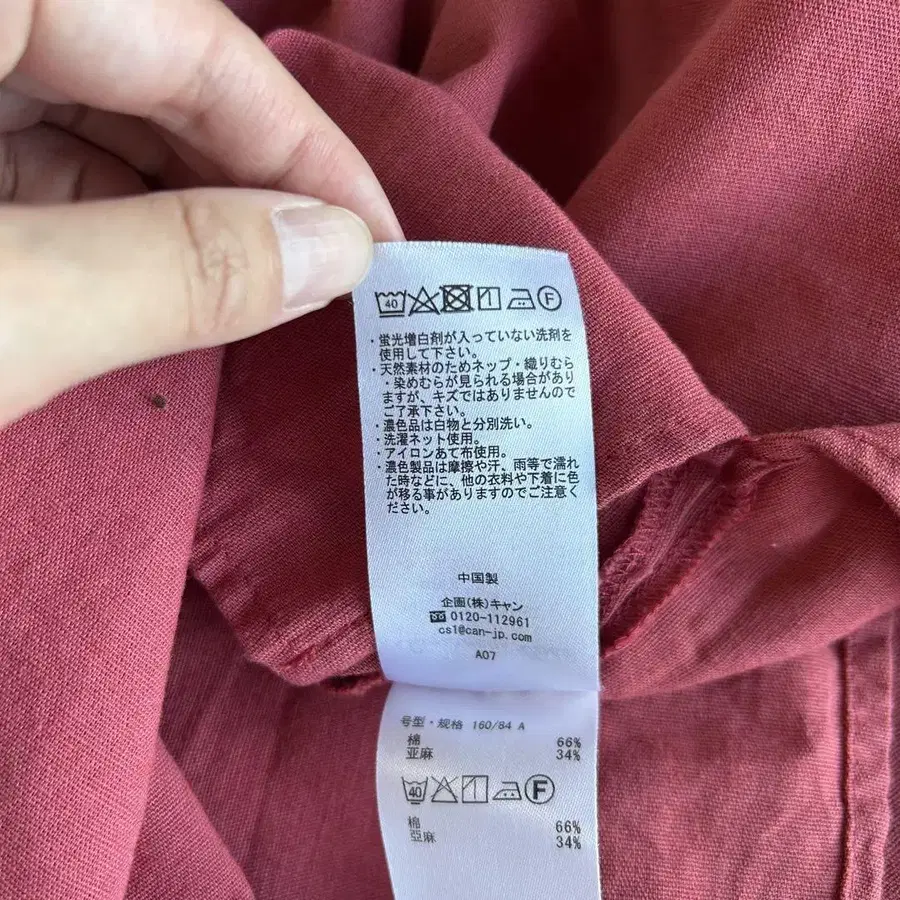 40 F
・蛍光増白剤が入っていない洗剤を
使用して下さい。
・天然素材のためネップ・織りむら
・染めむらが見られる場合があり
ますが、キズではありませんので
ご了承下さい。
・濃色品は白物と分別洗い。
・洗濯ネット使用。
・アイロンあて布使用。
・濃色製品は摩擦や汗、雨等で濡れ
た時などに、他の衣料や下着に色
が移る事がありますのでご注意く
ださい。
中国製
企画(株)キャン
0120-112961
cs1@can-jp.com
A07
号型・规格 160/84 A
棉 66%
亚麻 34%
40 F
棉 66%
亞麻 34%